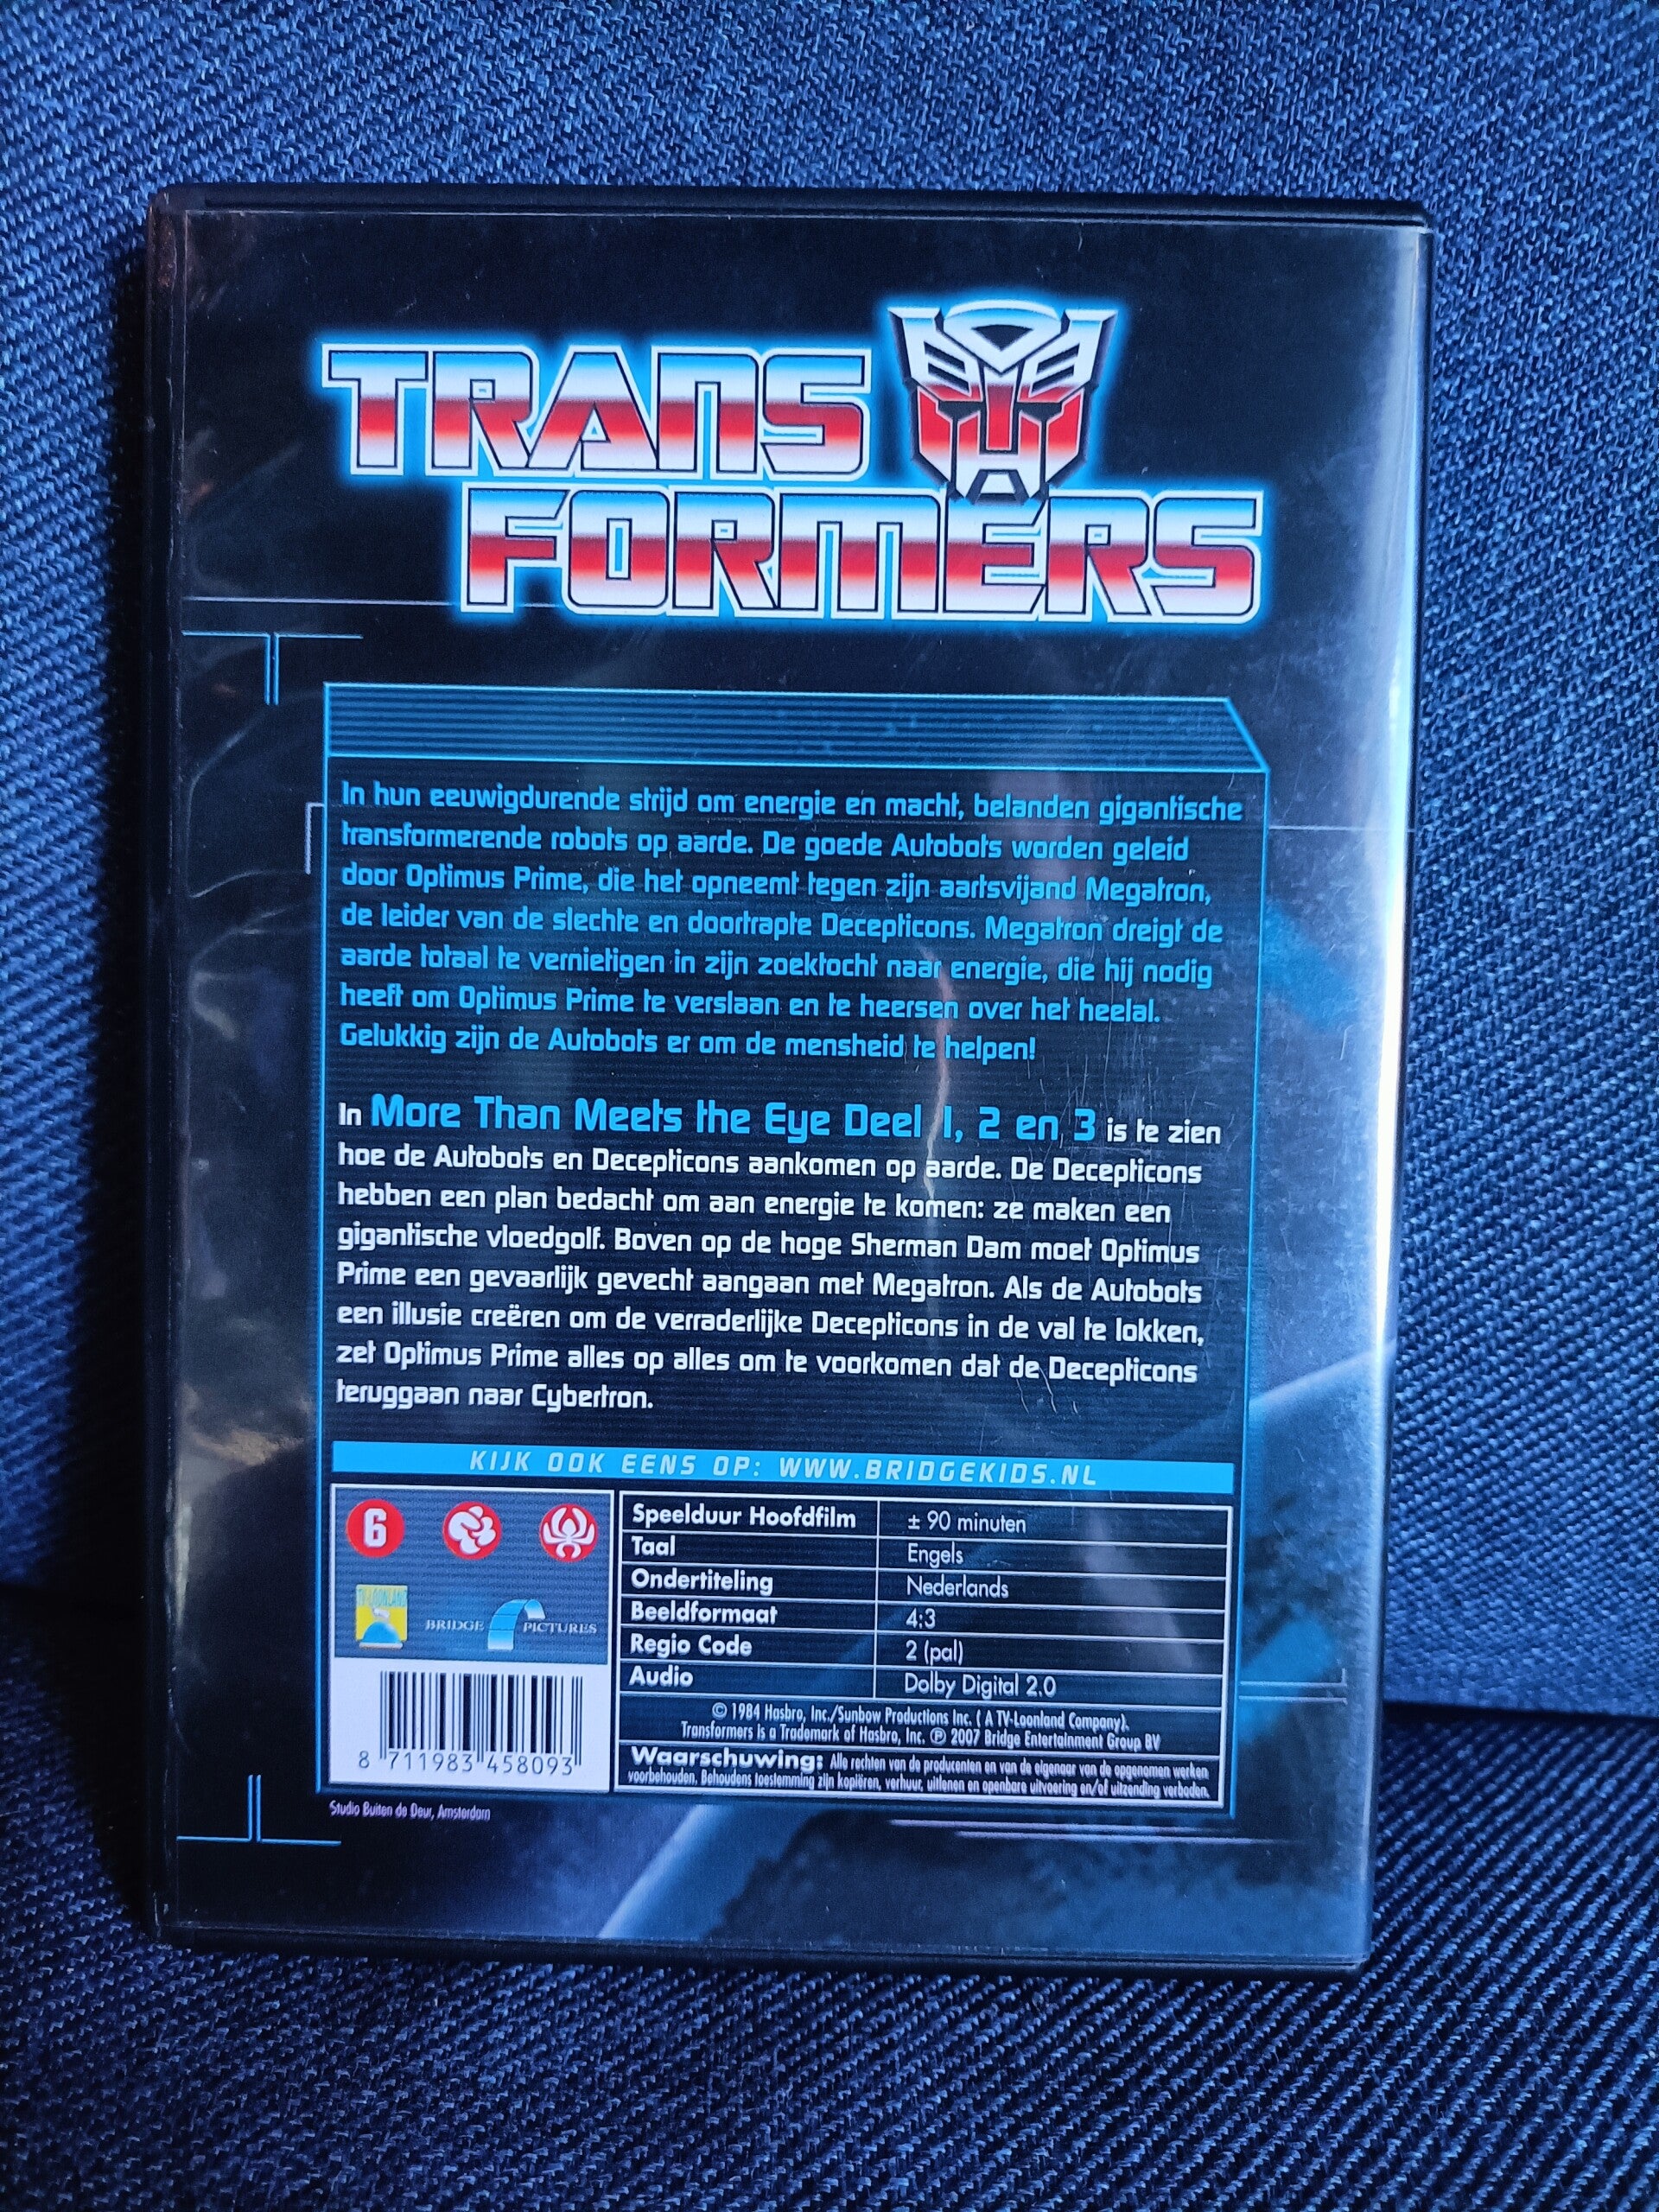 TRANS
FORMERS
In hun eeuwigdurende strijd om energie en macht, belanden gigantische
transformerende robots op aarde. De goede Autobots worden geleid
door Optimus Prime, die het opneemt tegen zijn aartsvijand Megatron,
de leider van de slechte en doortrapte Decepticons. Megatron dreigt de
aarde totaal te vernietigen in zijn zoektocht naar energie, die hij nodig
heeft om Optimus Prime te verslaan en te heersen over het heelal.
Gelukkig zijn de Autobots er om de mensheid te helpen!
In More Than Meets the Eye Deel 1, 2 en 3 is te zien
hoe de Autobots en Decepticons aankomen op aarde. De Decepticons
hebben een plan bedacht om aan energie te komen: ze maken een
gigantische vloedgolf. Boven op de hoge Sherman Dam moet Optimus
Prime een gevaarlijk gevecht aangaan met Megatron. Als de Autobots
een illusie creëren om de verraderlijke Decepticons in de val te lokken,
zet Optimus Prime alles op alles om te voorkomen dat de Decepticons
teruggaan naar Cybertron.
KIJK OOK EENS OP: WWW.BRIDGEKIDS.NL
6
TV-LOONLAND
BRIDGE PICTURES
8 711983 458093
Speelduur Hoofdfilm ± 90 minuten
Taal Engels
Ondertiteling Nederlands
Beeldformaat 4:3
Regio Code 2 (pal)
Audio Dolby Digital 2.0
© 1984 Hasbro, Inc./Sunbow Productions Inc. ( A TV-Loonland Company).
Transformers is a Trademark of Hasbro, Inc. ℗ 2007 Bridge Entertainment Group BV
Waarschuwing: Alle rechten van de producenten en van de eigenaar van de opgenomen werken
voorbehouden. Behoudens toestemming zijn kopiëren, verhuur, uitlenen en openbare uitvoering en/of uitzending verboden.
Studio Buiten de Deur, Amsterdam